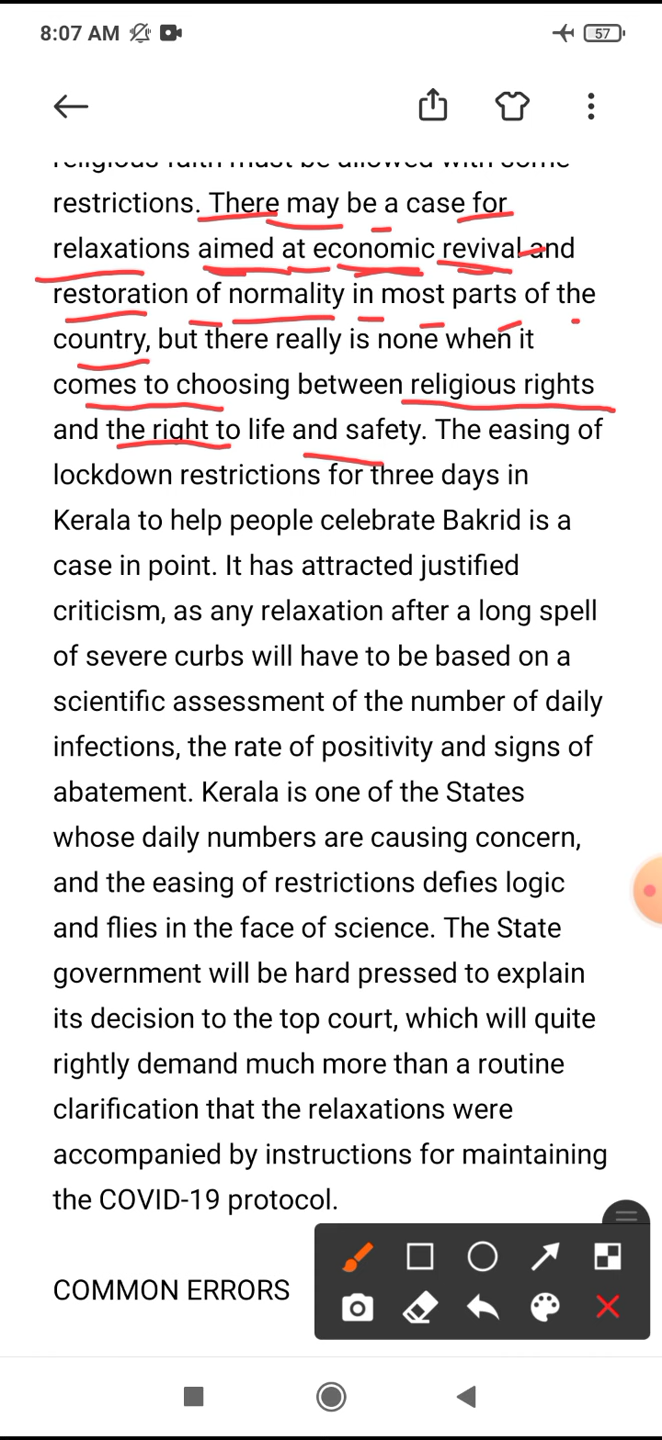 8:07 AM
57
religious faith must be allowed with some
restrictions. There may be a case for
relaxations aimed at economic revival and
restoration of normality in most parts of the
country, but there really is none when it
comes to choosing between religious rights
and the right to life and safety. The easing of
lockdown restrictions for three days in
Kerala to help people celebrate Bakrid is a
case in point. It has attracted justified
criticism, as any relaxation after a long spell
of severe curbs will have to be based on a
scientific assessment of the number of daily
infections, the rate of positivity and signs of
abatement. Kerala is one of the States
whose daily numbers are causing concern,
and the easing of restrictions defies logic
and flies in the face of science. The State
government will be hard pressed to explain
its decision to the top court, which will quite
rightly demand much more than a routine
clarification that the relaxations were
accompanied by instructions for maintaining
the COVID-19 protocol.
COMMON ERRORS